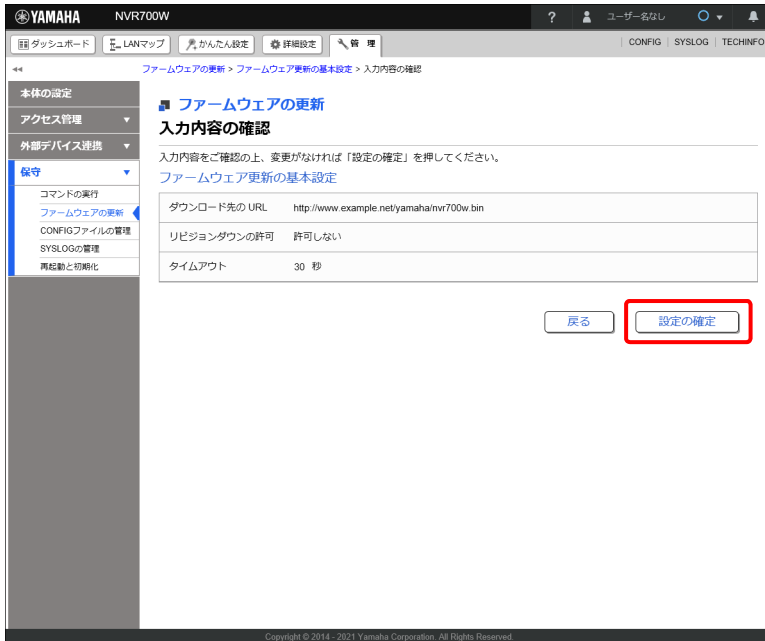 YAMAHA NVR700W ? ユーザー名なし
ダッシュボード LANマップ かんたん設定 詳細設定 管 理 CONFIG SYSLOG TECHINFO
ファームウェアの更新 > ファームウェア更新の基本設定 > 入力内容の確認
本体の設定
アクセス管理
外部デバイス連携
保守
コマンドの実行
ファームウェアの更新
CONFIGファイルの管理
SYSLOGの管理
再起動と初期化
ファームウェアの更新
入力内容の確認
入力内容をご確認の上、変更がなければ「設定の確定」を押してください。
ファームウェア更新の基本設定
ダウンロード先の URL http://www.example.net/yamaha/nvr700w.bin
リビジョンダウンの許可 許可しない
タイムアウト 30 秒
戻る 設定の確定
Copyright © 2014 - 2021 Yamaha Corporation. All Rights Reserved.